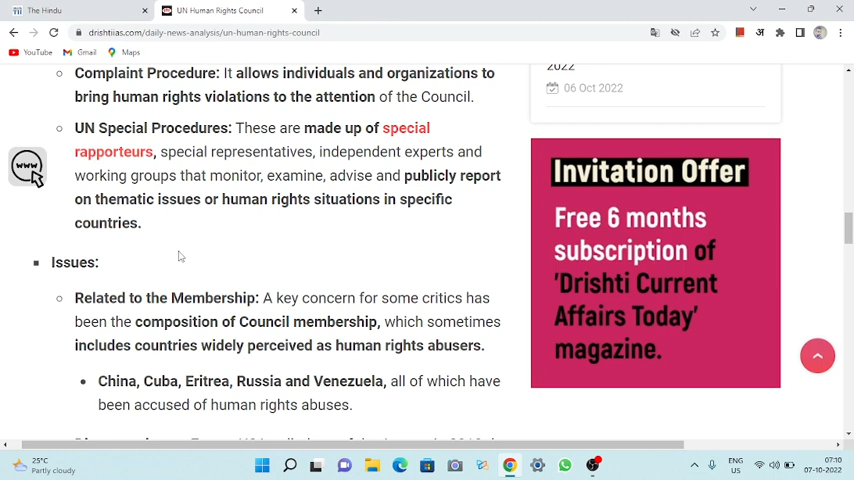 The Hindu
UN Human Rights Council
drishtiias.com/daily-news-analysis/un-human-rights-council
YouTube
Gmail
Maps
Complaint Procedure: It allows individuals and organizations to
bring human rights violations to the attention of the Council.
UN Special Procedures: These are made up of special
rapporteurs, special representatives, independent experts and
working groups that monitor, examine, advise and publicly report
on thematic issues or human rights situations in specific
countries.
Issues:
Related to the Membership: A key concern for some critics has
been the composition of Council membership, which sometimes
includes countries widely perceived as human rights abusers.
China, Cuba, Eritrea, Russia and Venezuela, all of which have
been accused of human rights abuses.
2022
06 Oct 2022
Invitation Offer
Free 6 months
subscription of
'Drishti Current
Affairs Today'
magazine.
www
25°C
Partly cloudy
ENG
US
07:10
07-10-2022